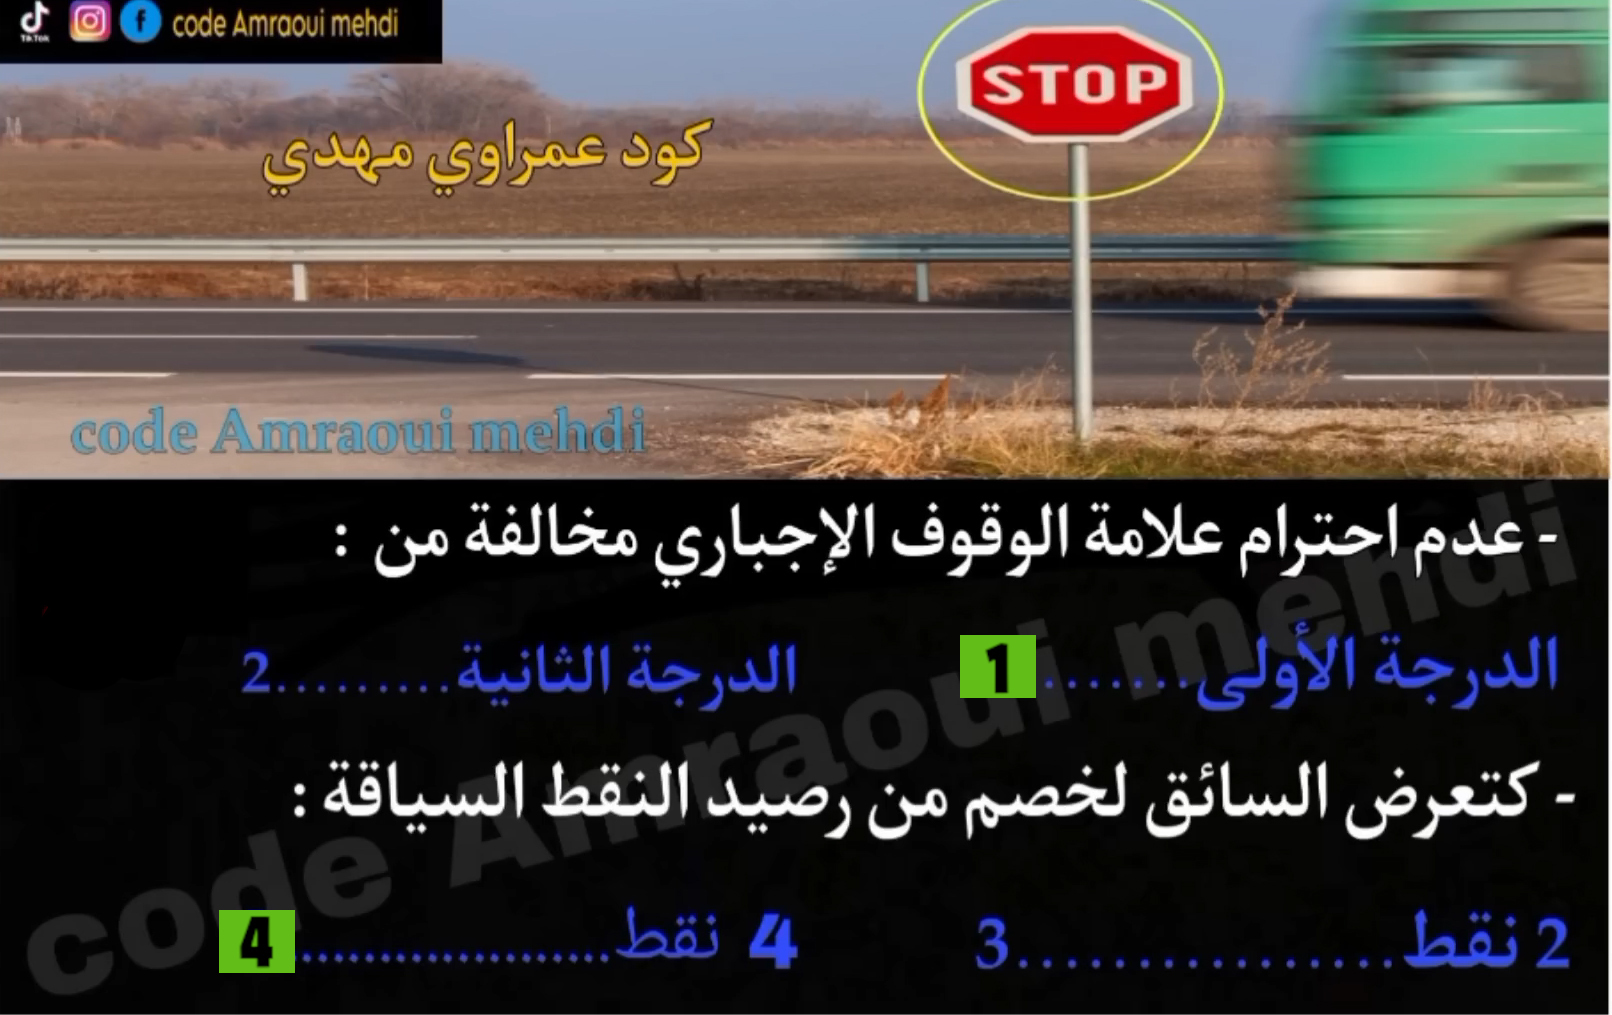 TikTok code Amraoui mehdi
STOP
كود عمراوي مهدي
code Amraoui mehdi
- عدم احترام علامة الوقوف الإجباري مخالفة من :
الدرجة الأولى.......1 الدرجة الثانية.........2
- كتعرض السائق لخصم من رصيد النقط السياقة :
2 نقط................3 4 نقط.....................4
code Amraoui mehdi